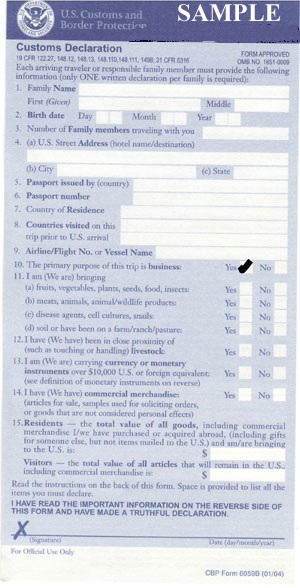 SAMPLE
U.S. Customs and
Border Protection
Customs Declaration
19 CFR 122.27, 148.12, 148.13, 148.110,148.111, 1498; 31 CFR 5316
FORM APPROVED
OMB NO. 1651-0009
Each arriving traveler or responsible family member must provide the following
information (only ONE written declaration per family is required):
1. Family Name
First (Given) Middle
2. Birth date Day Month Year
3. Number of Family members traveling with you
4. (a) U.S. Street Address (hotel name/destination)
(b) City (c) State
5. Passport issued by (country)
6. Passport number
7. Country of Residence
8. Countries visited on this
trip prior to U.S. arrival
9. Airline/Flight No. or Vessel Name
10. The primary purpose of this trip is business: Yes No
11. I am (We are) bringing
(a) fruits, vegetables, plants, seeds, food, insects: Yes No
(b) meats, animals, animal/wildlife products: Yes No
(c) disease agents, cell cultures, snails: Yes No
(d) soil or have been on a farm/ranch/pasture: Yes No
12. I have (We have) been in close proximity of
(such as touching or handling) livestock: Yes No
13. I am (We are) carrying currency or monetary
instruments over $10,000 U.S. or foreign equivalent: Yes No
(see definition of monetary instruments on reverse)
14. I have (We have) commercial merchandise: Yes No
(articles for sale, samples used for soliciting orders,
or goods that are not considered personal effects)
15. Residents — the total value of all goods, including commercial
merchandise I/we have purchased or acquired abroad, (including gifts
for someone else, but not items mailed to the U.S.) and am/are bringing
to the U.S. is: $
Visitors — the total value of all articles that will remain in the U.S.,
including commercial merchandise is: $
Read the instructions on the back of this form. Space is provided to list all the
items you must declare.
I HAVE READ THE IMPORTANT INFORMATION ON THE REVERSE SIDE OF
THIS FORM AND HAVE MADE A TRUTHFUL DECLARATION.
X
(Signature) Date (day/month/year)
For Official Use Only
CBP Form 6059B (01/04)